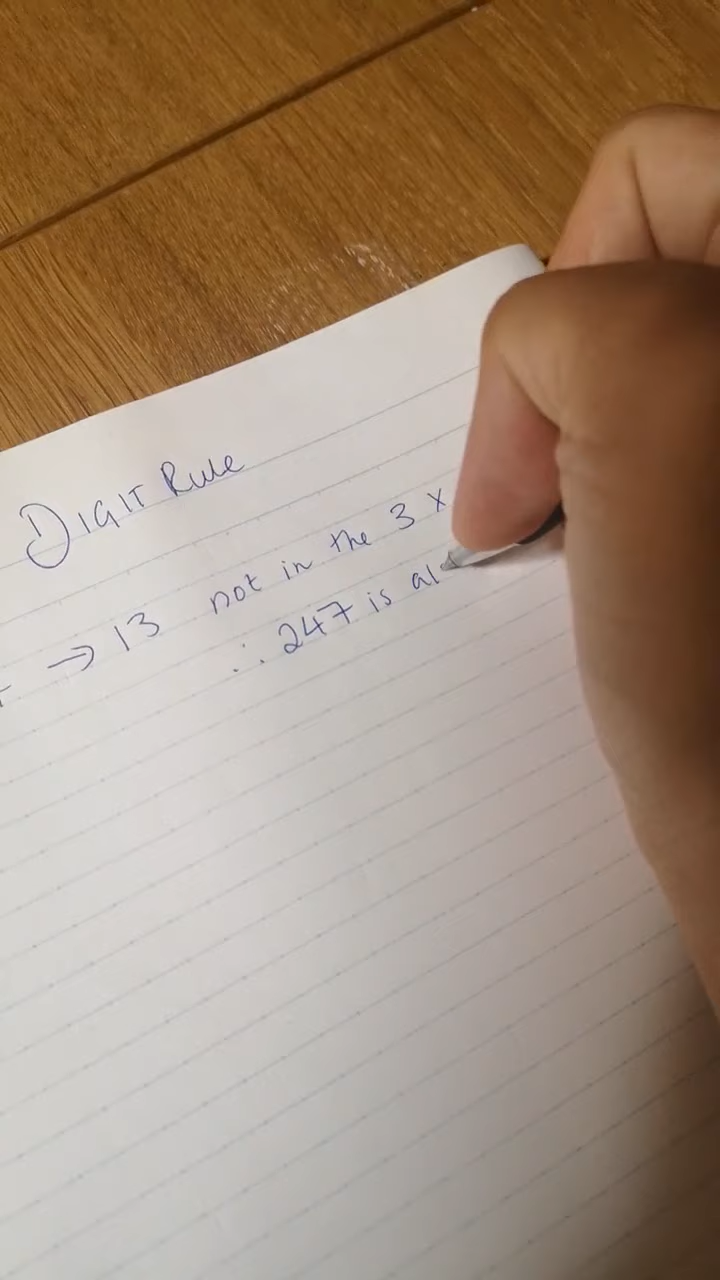 DIGIT RULE
→ 13 not in the 3 x
∴ 247 is al